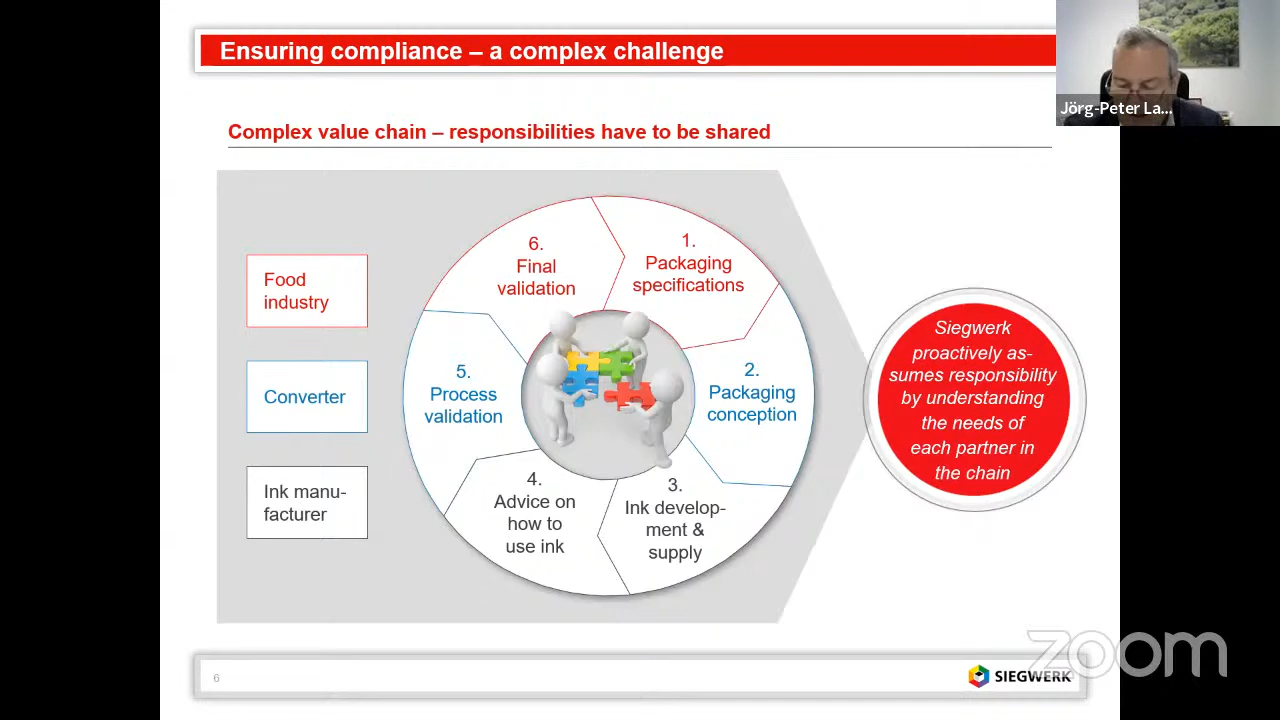 Ensuring compliance – a complex challenge
Jörg-Peter La...
Complex value chain – responsibilities have to be shared
Food
industry
Converter
Ink manu-
facturer
1.
Packaging
specifications
2.
Packaging
conception
3.
Ink develop-
ment &
supply
4.
Advice on
how to
use ink
5.
Process
validation
6.
Final
validation
Siegwerk
proactively as-
sumes responsibility
by understanding
the needs of
each partner in
the chain
6
SIEGWERK
zoom